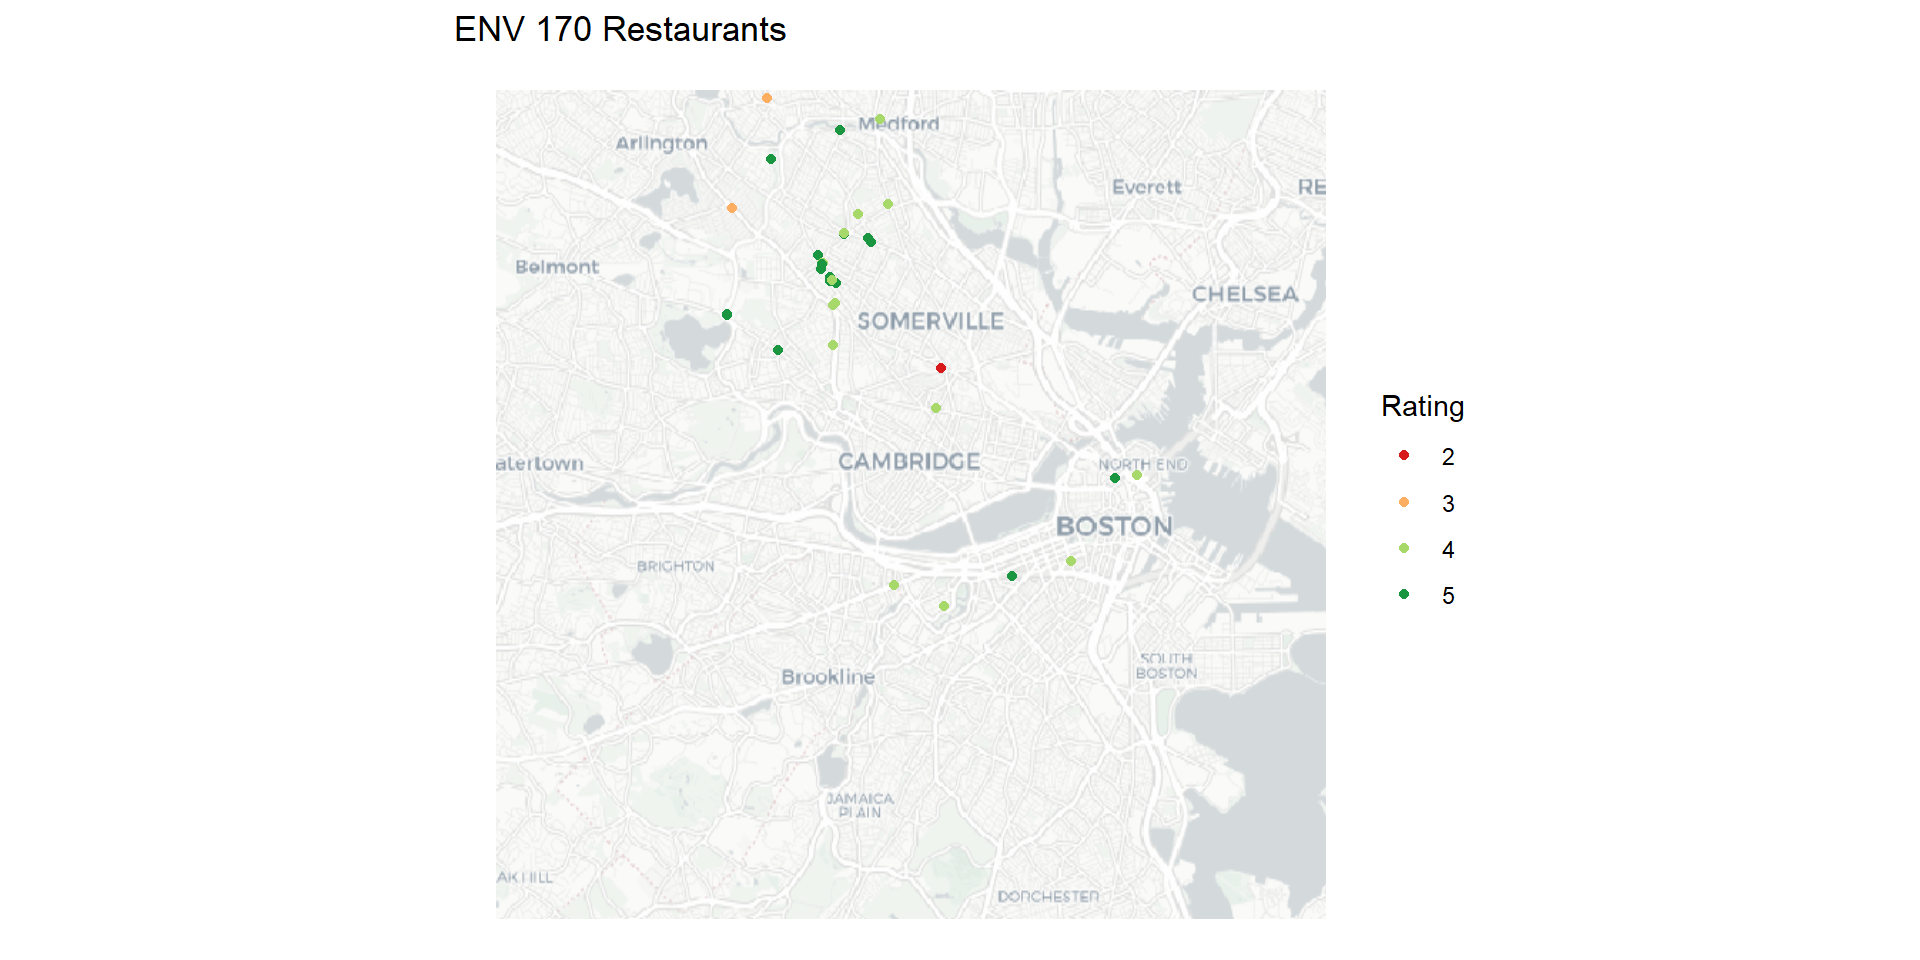 ENV 170 Restaurants
Medford
Arlington
Everett
RE
Belmont
CHELSEA
SOMERVILLE
Rating
2
3
4
5
atertown
CAMBRIDGE
NORTH END
BOSTON
BRIGHTON
SOUTH
BOSTON
Brookline
JAMAICA
PLAIN
AK HILL
DORCHESTER